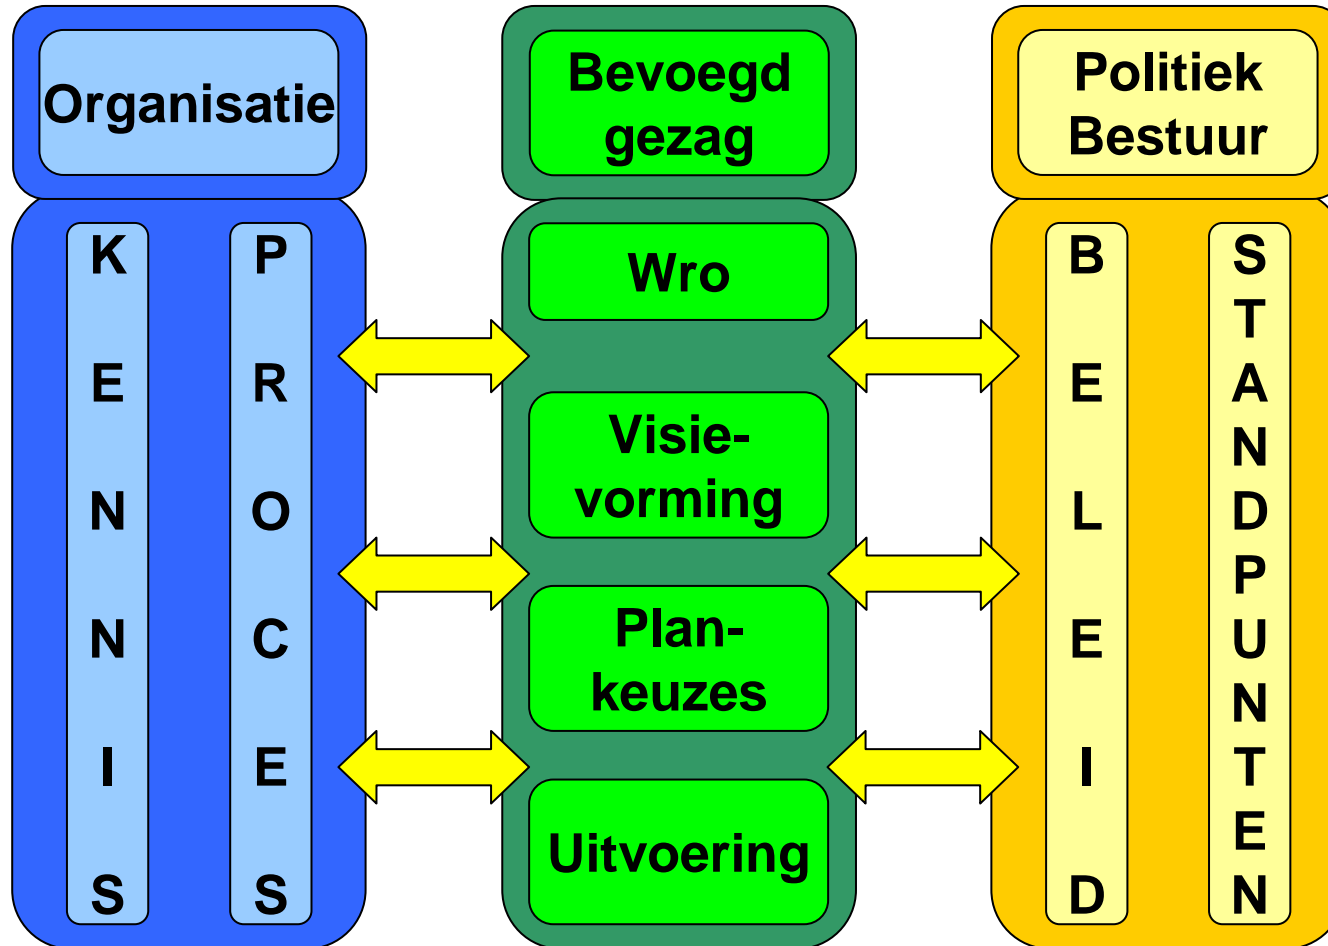 Organisatie
KENNIS
PROCES
Bevoegd
gezag
Wro
Visie-
vorming
Plan-
keuzes
Uitvoering
Politiek
Bestuur
BELEID
STANDPUNTEN